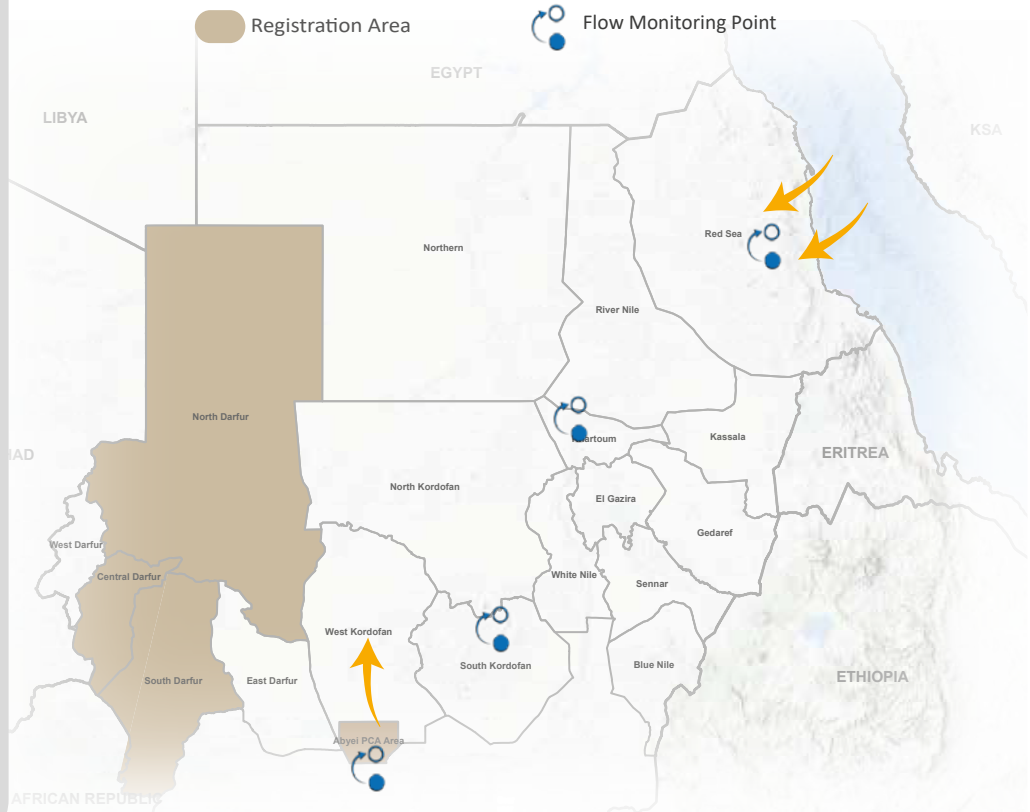 Registration Area
Flow Monitoring Point
EGYPT
LIBYA
KSA
Red Sea
Northern
River Nile
North Darfur
Khartoum
Kassala
ERITREA
HAD
North Kordofan
El Gazira
Gedaref
West Darfur
Central Darfur
White Nile
Sennar
West Kordofan
South Kordofan
Blue Nile
South Darfur
East Darfur
ETHIOPIA
Abyei PCA Area
AFRICAN REPUBLIC